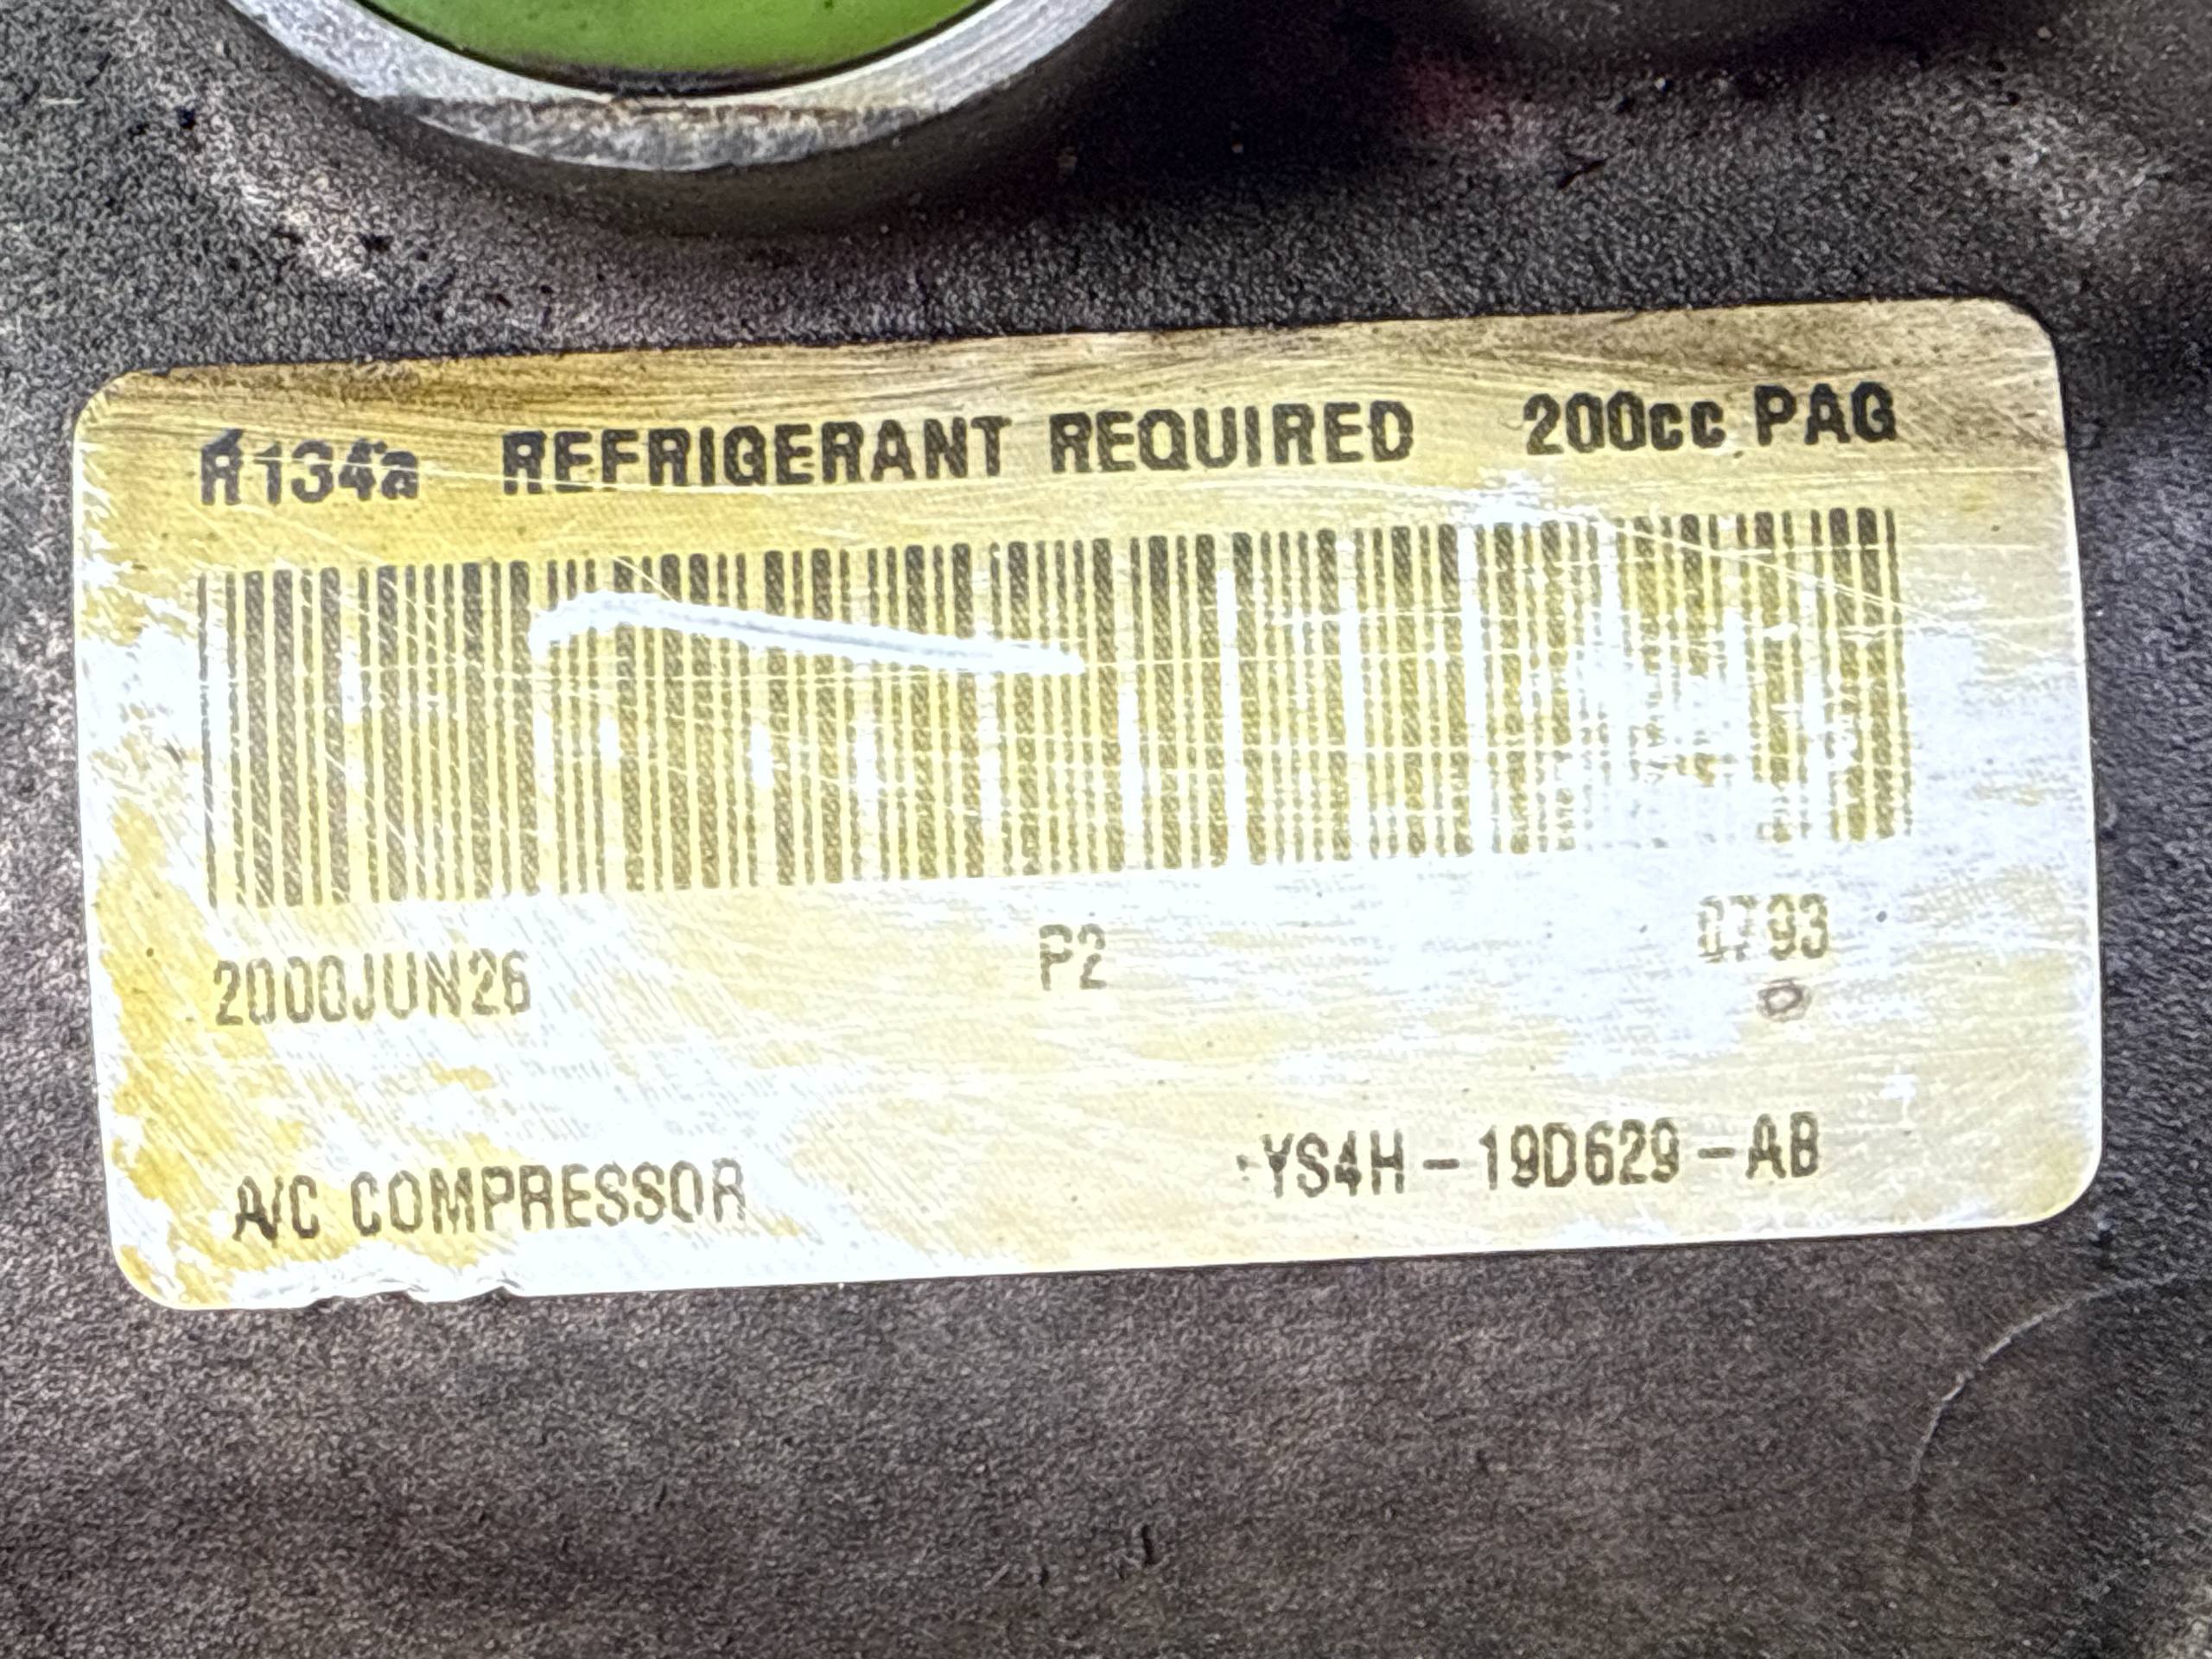 R134a REFRIGERANT REQUIRED 200cc PAG
2000JUN26 P2 0793
A/C COMPRESSOR YS4H-19D629-AB